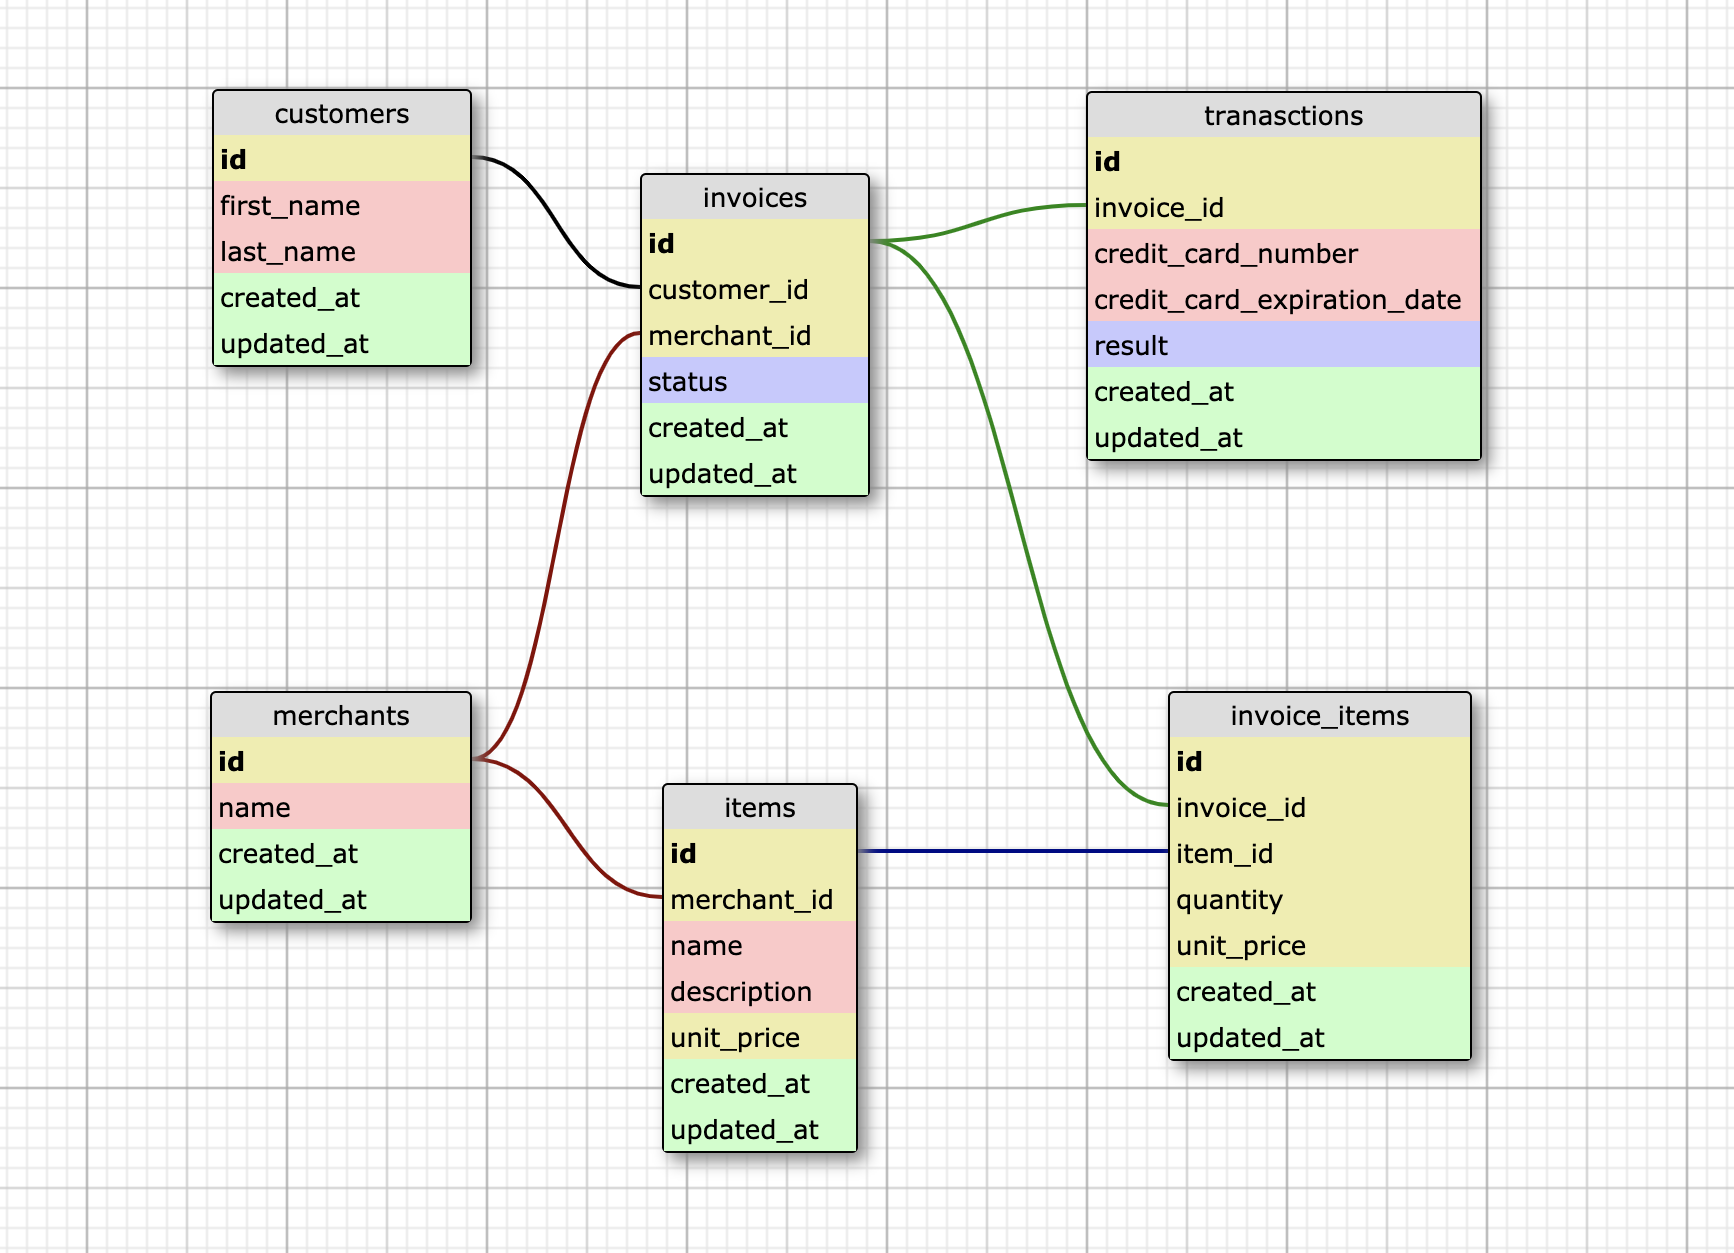 customers
id
first_name
last_name
created_at
updated_at
invoices
id
customer_id
merchant_id
status
created_at
updated_at
tranasctions
id
invoice_id
credit_card_number
credit_card_expiration_date
result
created_at
updated_at
merchants
id
name
created_at
updated_at
items
id
merchant_id
name
description
unit_price
created_at
updated_at
invoice_items
id
invoice_id
item_id
quantity
unit_price
created_at
updated_at